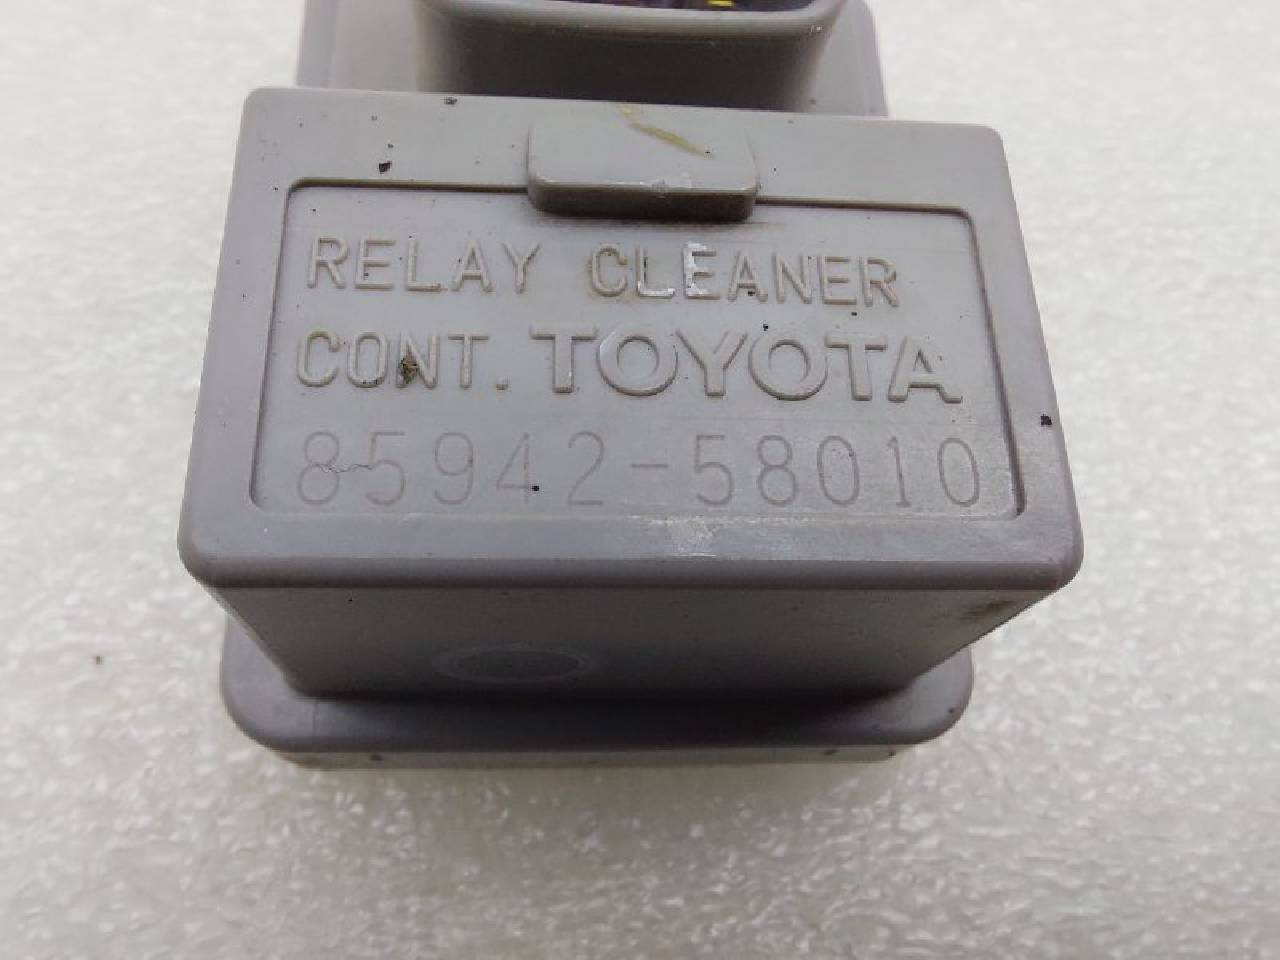 RELAY CLEANER
CONT. TOYOTA
85942-58010